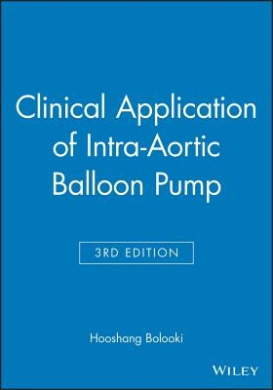 Clinical Application
of Intra-Aortic
Balloon Pump
3RD EDITION
Hooshang Bolooki
WILEY